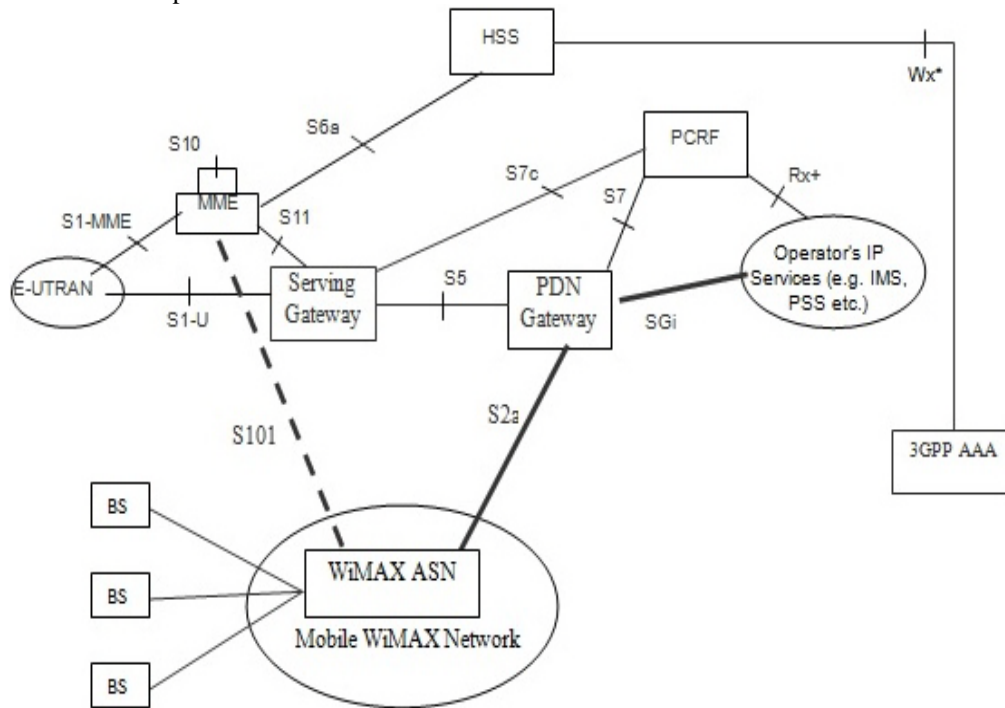 HSS
Wx*
S6a
S10
PCRF
S7c
Rx+
MME
S7
S1-MME
S11
Operator's IP
Services (e.g. IMS,
PSS etc.)
E-UTRAN
Serving
Gateway
S5
PDN
Gateway
S1-U
SGi
S2a
S101
3GPP AAA
BS
WiMAX ASN
BS
Mobile WiMAX Network
BS